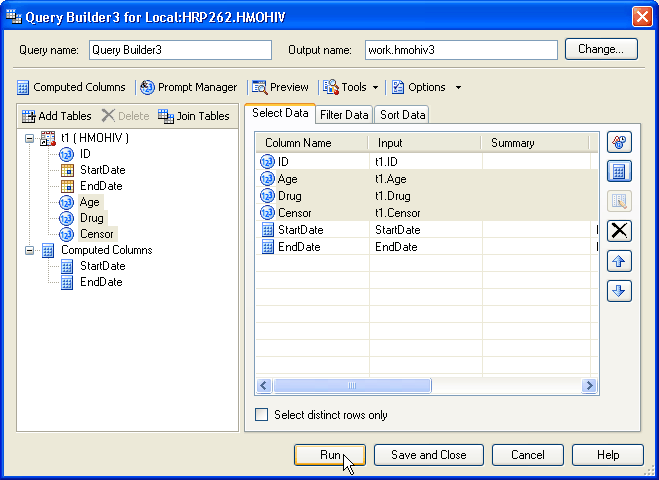 Query Builder3 for Local:HRP262.HMOHIV
Query name: Query Builder3 Output name: work.hmohiv3 Change...
Computed Columns Prompt Manager Preview Tools Options
Add Tables Delete Join Tables
t1 ( HMOHIV )
ID
StartDate
EndDate
Age
Drug
Censor
Computed Columns
StartDate
EndDate
Select Data Filter Data Sort Data
Column Name Input Summary
ID t1.ID
Age t1.Age
Drug t1.Drug
Censor t1.Censor
StartDate StartDate
EndDate EndDate
Select distinct rows only
Run Save and Close Cancel Help